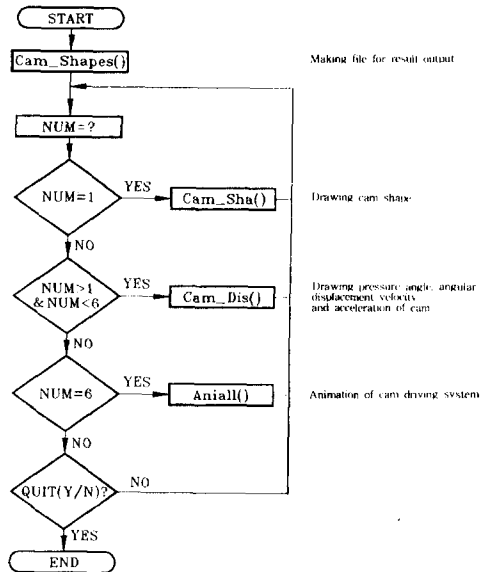 START
Cam_Shapes()
Making file for result output
NUM=?
NUM=1
YES
Cam_Sha()
Drawing cam shape
NO
NUM>1
& NUM<6
YES
Cam_Dis()
Drawing pressure angle, angular
displacement velocity
and acceleration of cam
NO
NUM=6
YES
Aniall()
Animation of cam driving system
NO
QUIT(Y/N)?
NO
YES
END